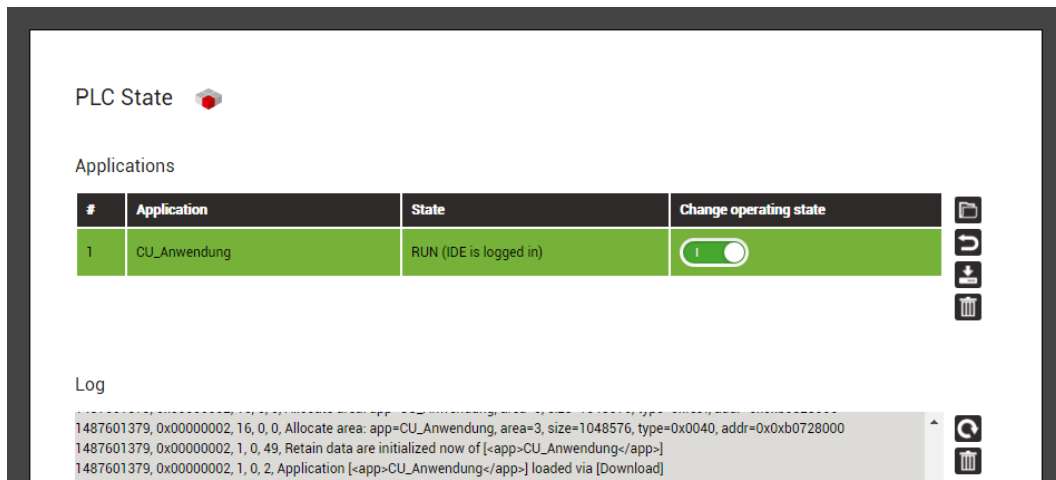 PLC State
Applications
# Application State Change operating state
1 CU_Anwendung RUN (IDE is logged in)
Log
1487601379, 0x00000002, 16, 0, 0, Allocate area: app=CU_Anwendung, area=3, size=1048576, type=0x0040, addr=0x0xb0728000
1487601379, 0x00000002, 1, 0, 49, Retain data are initialized now of [<app>CU_Anwendung</app>]
1487601379, 0x00000002, 1, 0, 2, Application [<app>CU_Anwendung</app>] loaded via [Download]